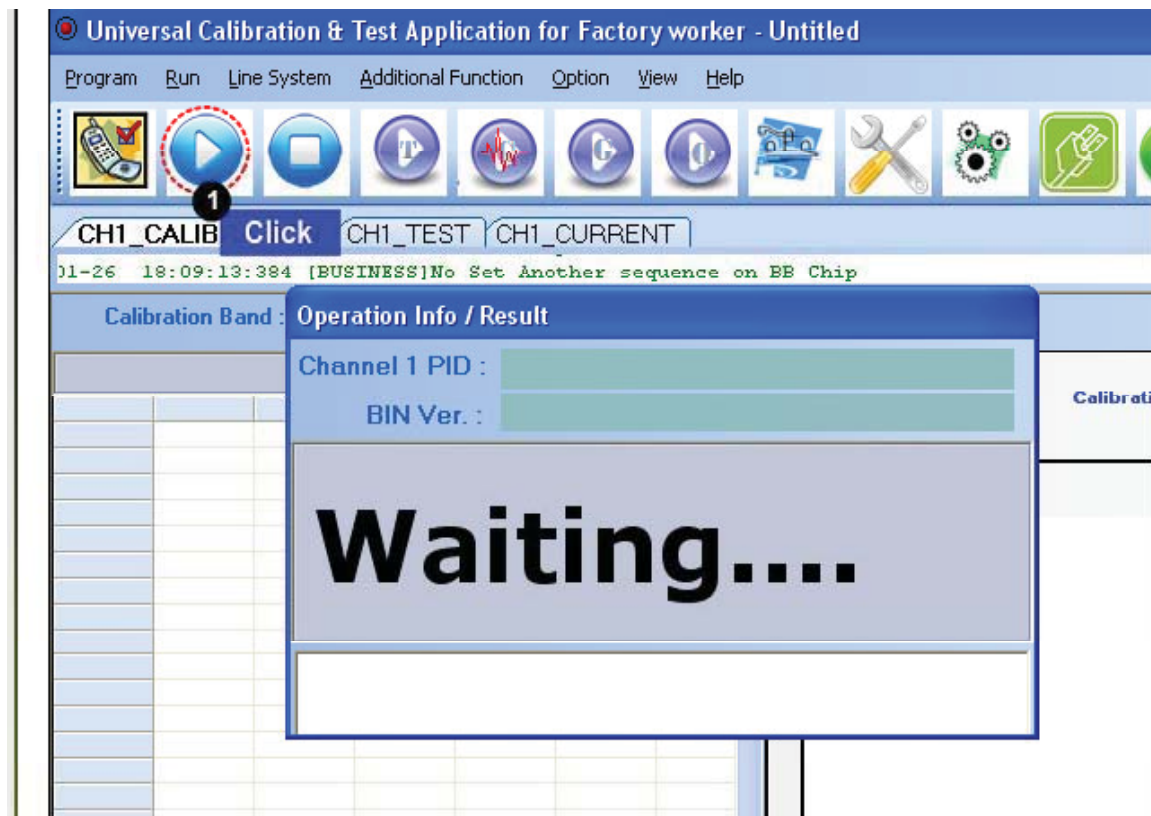 Universal Calibration & Test Application for Factory worker - Untitled
Program Run Line System Additional Function Option View Help
T G G Q
1
Click
CH1_CALIB CH1_TEST CH1_CURRENT
01-26 18:09:13:384 [BUSINESS]No Set Another sequence on BB Chip
Calibration Band :
Operation Info / Result
Channel 1 PID :
BIN Ver. :
Waiting....
Calibrati